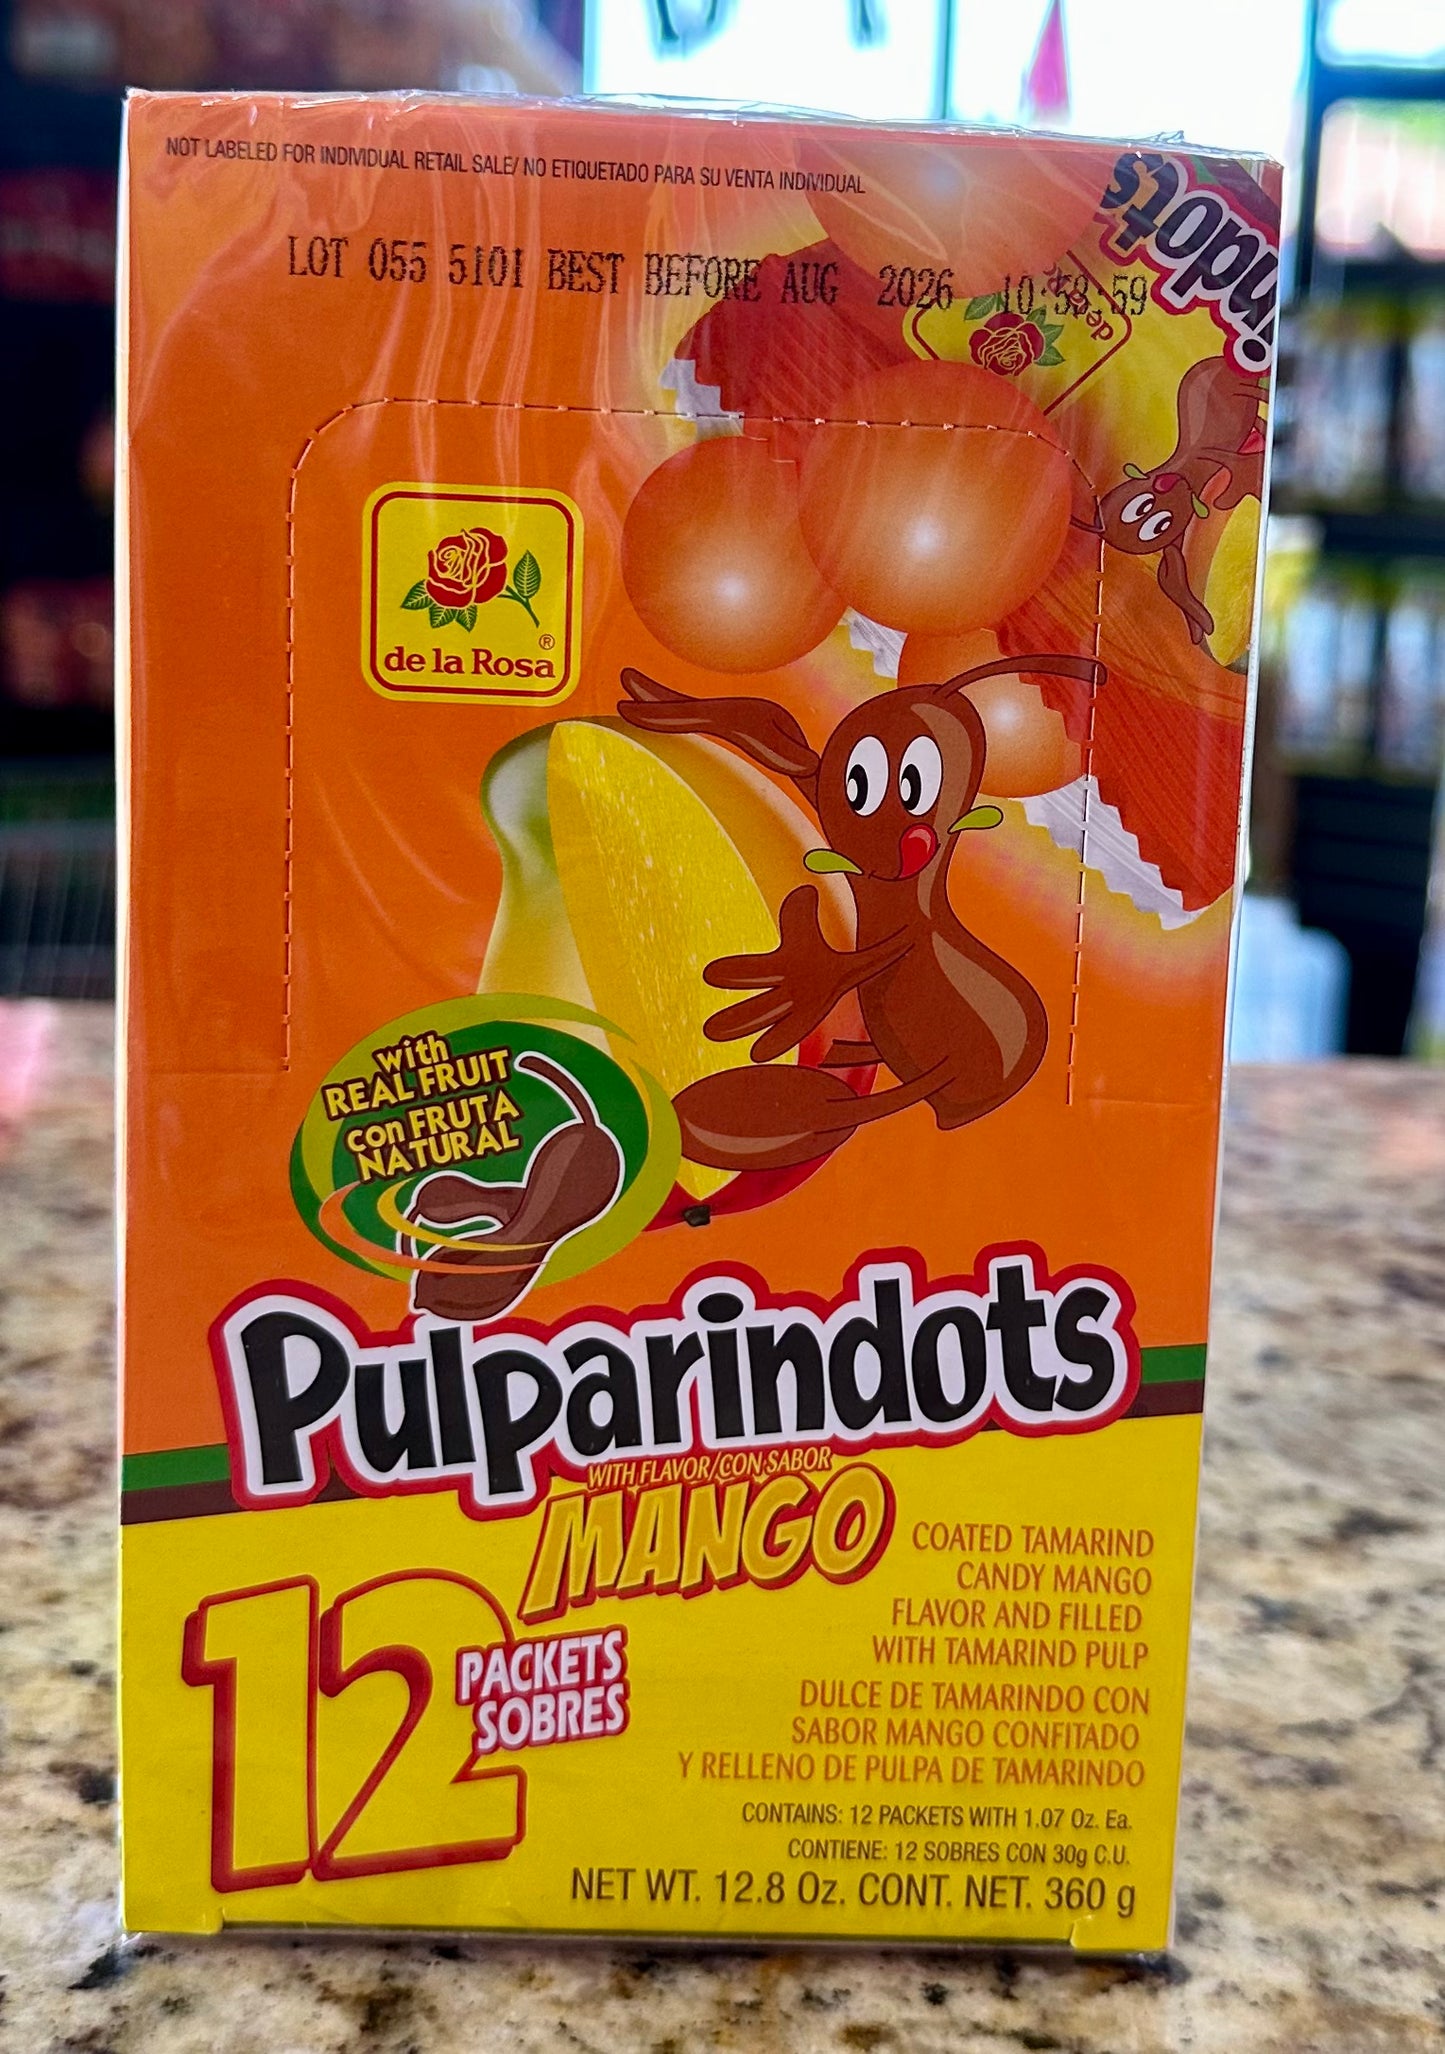 NOT LABELED FOR INDIVIDUAL RETAIL SALE/ NO ETIQUETADO PARA SU VENTA INDIVIDUAL
LOT 055 5101 BEST BEFORE AUG 2026 10:58:59
indots
de la
de la Rosa®
with
REAL FRUIT
con FRUTA
NATURAL
Pulparindots
WITH FLAVOR/CON SABOR
MANGO
12
PACKETS
SOBRES
COATED TAMARIND
CANDY MANGO
FLAVOR AND FILLED
WITH TAMARIND PULP
DULCE DE TAMARINDO CON
SABOR MANGO CONFITADO
Y RELLENO DE PULPA DE TAMARINDO
CONTAINS: 12 PACKETS WITH 1.07 Oz. Ea.
CONTIENE: 12 SOBRES CON 30g C.U.
NET WT. 12.8 Oz. CONT. NET. 360 g